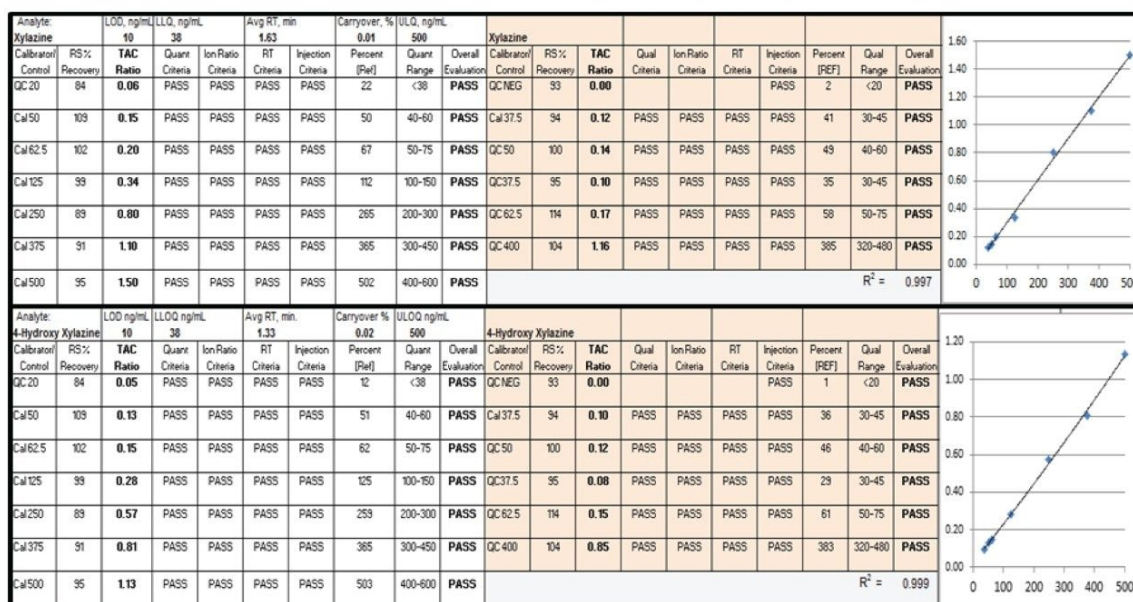 Analyte: LOD, ng/mL LLQ, ng/mL Avg RT, min Carryover, % ULQ, ng/mL
Xylazine 10 38 1.63 0.01 500 Xylazine
Calibrator/ RS% TAC Quant Ion Ratio RT Injection Percent Quant Overall Calibrator/ RS% TAC Qual Ion Ratio RT Injection Percent Qual Overall
Control Recovery Ratio Criteria Criteria Criteria Criteria [Ref] Range Evaluation Control Recovery Ratio Criteria Criteria Criteria Criteria [REF] Range Evaluation
QC 20 84 0.06 PASS PASS PASS PASS 22 <38 PASS QC NEG 93 0.00 PASS 2 <20 PASS
Cal 50 109 0.15 PASS PASS PASS PASS 50 40-60 PASS Cal 37.5 94 0.12 PASS PASS PASS PASS 41 30-45 PASS
Cal 62.5 102 0.20 PASS PASS PASS PASS 67 50-75 PASS QC 50 100 0.14 PASS PASS PASS PASS 49 40-60 PASS
Cal 125 99 0.34 PASS PASS PASS PASS 112 100-150 PASS QC 37.5 95 0.10 PASS PASS PASS PASS 35 30-45 PASS
Cal 250 89 0.80 PASS PASS PASS PASS 265 200-300 PASS QC 62.5 114 0.17 PASS PASS PASS PASS 58 50-75 PASS
Cal 375 91 1.10 PASS PASS PASS PASS 365 300-450 PASS QC 400 104 1.16 PASS PASS PASS PASS 385 320-480 PASS
Cal 500 95 1.50 PASS PASS PASS PASS 502 400-600 PASS R² = 0.997
1.60
1.40
1.20
1.00
0.80
0.60
0.40
0.20
0.00
0 100 200 300 400 500
Analyte: LOD ng/mL LLOQ ng/mL Avg RT, min. Carryover % ULOQ ng/mL
4-Hydroxy Xylazine 10 38 1.33 0.02 500 4-Hydroxy Xylazine
Calibrator/ RS% TAC Quant Ion Ratio RT Injection Percent Quant Overall Calibrator/ RS% TAC Qual Ion Ratio RT Injection Percent Qual Overall
Control Recovery Ratio Criteria Criteria Criteria Criteria [Ref] Range Evaluation Control Recovery Ratio Criteria Criteria Criteria Criteria [REF] Range Evaluation
QC 20 84 0.05 PASS PASS PASS PASS 12 <38 PASS QC NEG 93 0.00 PASS 1 <20 PASS
Cal 50 109 0.13 PASS PASS PASS PASS 51 40-60 PASS Cal 37.5 94 0.10 PASS PASS PASS PASS 36 30-45 PASS
Cal 62.5 102 0.15 PASS PASS PASS PASS 62 50-75 PASS QC 50 100 0.12 PASS PASS PASS PASS 46 40-60 PASS
Cal 125 99 0.28 PASS PASS PASS PASS 125 100-150 PASS QC 37.5 95 0.08 PASS PASS PASS PASS 29 30-45 PASS
Cal 250 89 0.57 PASS PASS PASS PASS 259 200-300 PASS QC 62.5 114 0.15 PASS PASS PASS PASS 61 50-75 PASS
Cal 375 91 0.81 PASS PASS PASS PASS 365 300-450 PASS QC 400 104 0.85 PASS PASS PASS PASS 383 320-480 PASS
Cal 500 95 1.13 PASS PASS PASS PASS 503 400-600 PASS R² = 0.999
1.20
1.00
0.80
0.60
0.40
0.20
0.00
0 100 200 300 400 500